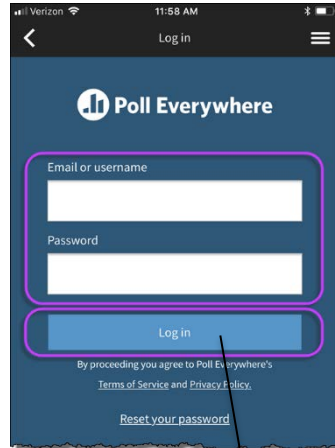 Verizon 11:58 AM
Log in
Poll Everywhere
Email or username
Password
Log in
By proceeding you agree to Poll Everywhere's
Terms of Service and Privacy Policy.
Reset your password